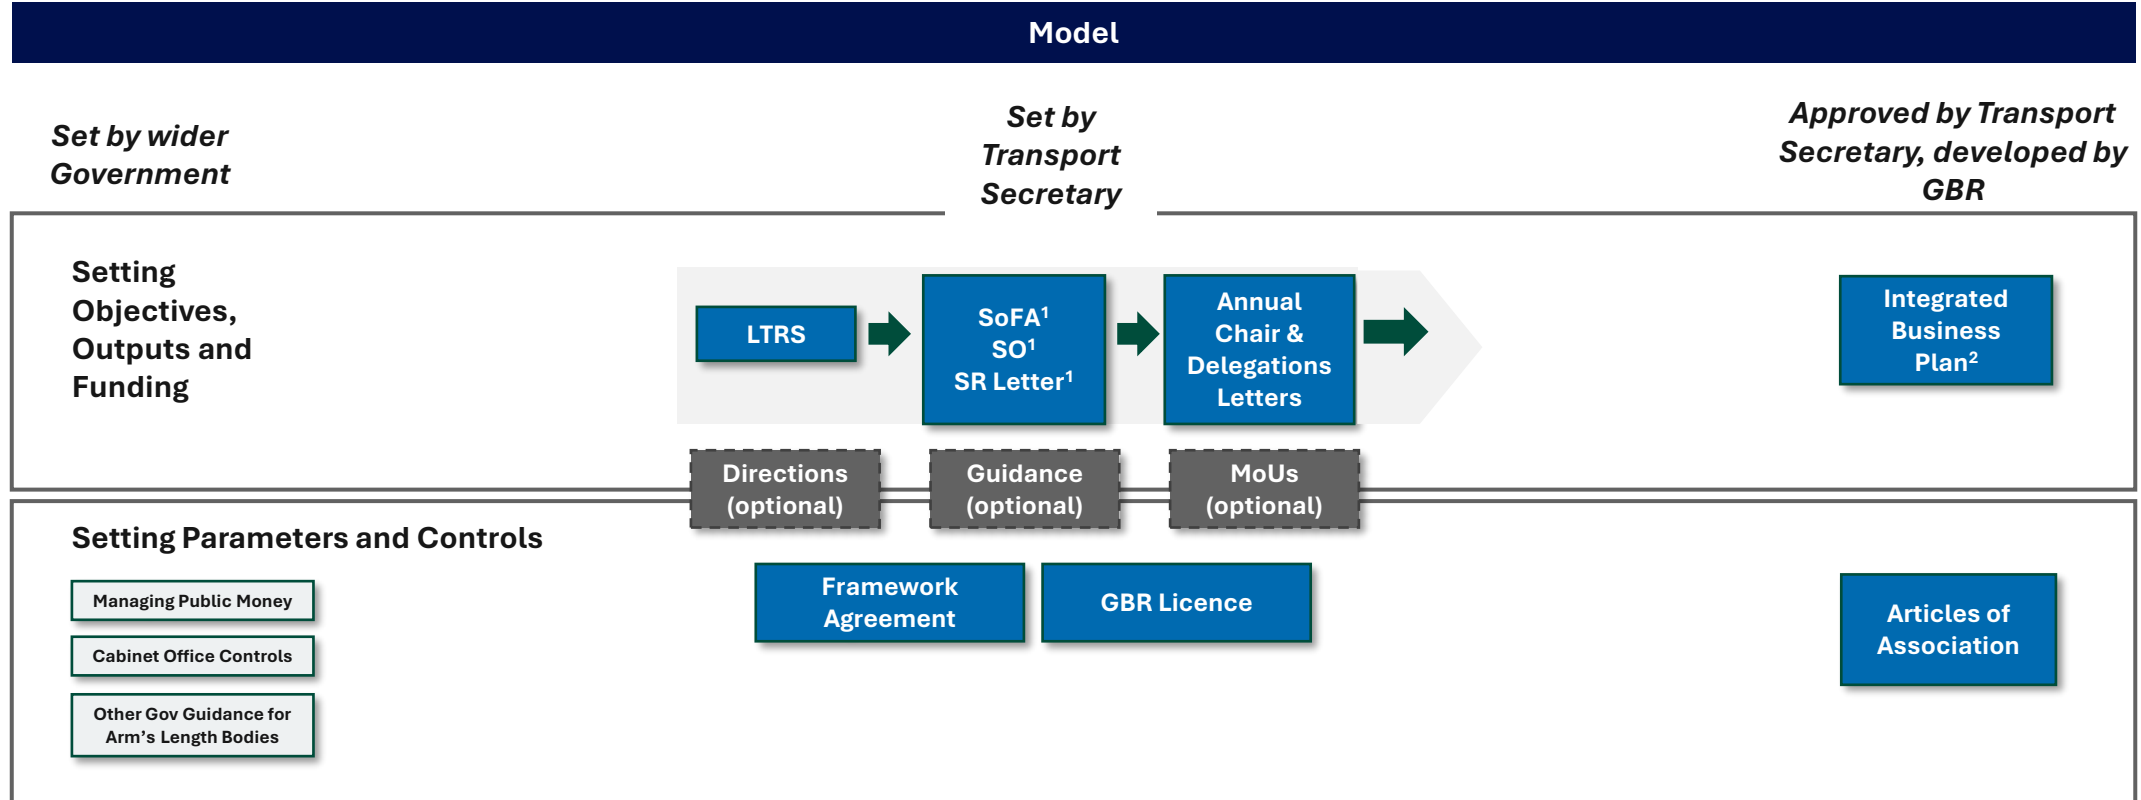 Model
Set by wider
Government
Set by
Transport
Secretary
Approved by Transport
Secretary, developed by
GBR
Setting
Objectives,
Outputs and
Funding
LTRS
SoFA¹
SO¹
SR Letter¹
Annual
Chair &
Delegations
Letters
Integrated
Business
Plan²
Directions
(optional)
Guidance
(optional)
MoUs
(optional)
Setting Parameters and Controls
Managing Public Money
Cabinet Office Controls
Other Gov Guidance for
Arm’s Length Bodies
Framework
Agreement
GBR Licence
Articles of
Association